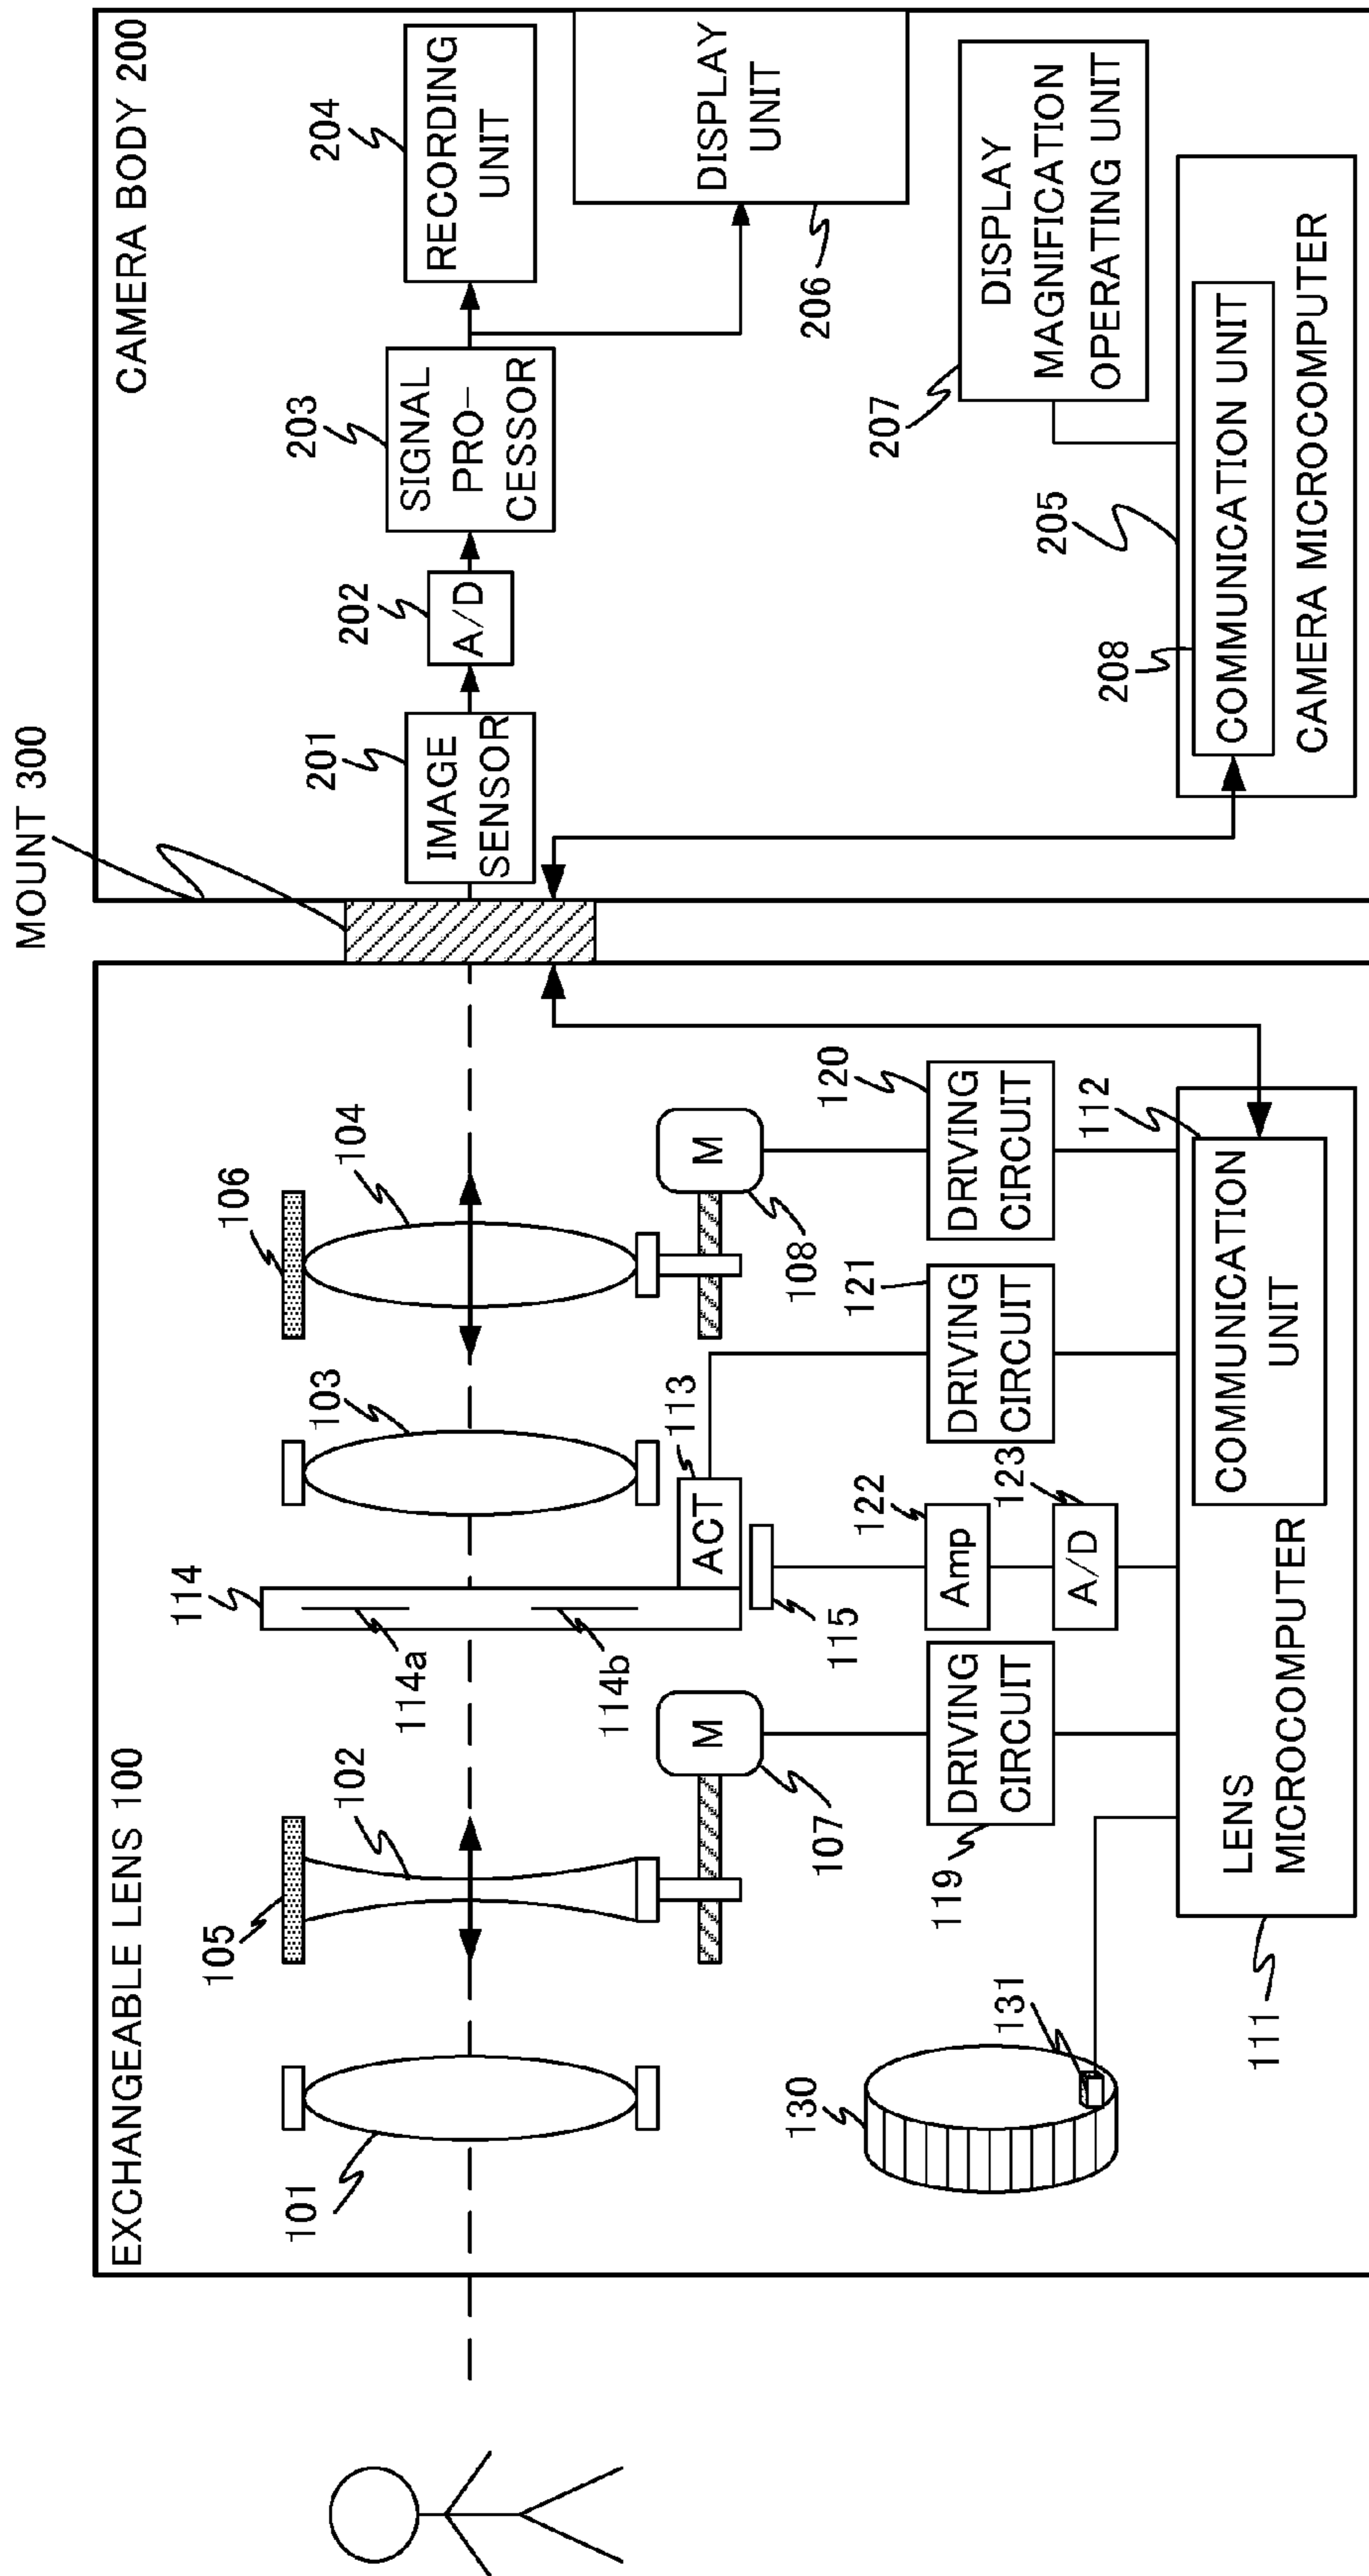 MOUNT 300
EXCHANGEABLE LENS 100
CAMERA BODY 200
101
105
102
114
114a
114b
103
106
104
201
IMAGE
SENSOR
202
A/D
203
SIGNAL
PRO-
CESSOR
204
RECORDING
UNIT
DISPLAY
UNIT
206
M
107
115
ACT
113
M
108
130
131
119
DRIVING
CIRCUIT
122
Amp
123
A/D
121
DRIVING
CIRCUIT
120
DRIVING
CIRCUIT
207
DISPLAY
MAGNIFICATION
OPERATING UNIT
111
LENS
MICROCOMPUTER
112
COMMUNICATION
UNIT
205
208
COMMUNICATION UNIT
CAMERA MICROCOMPUTER